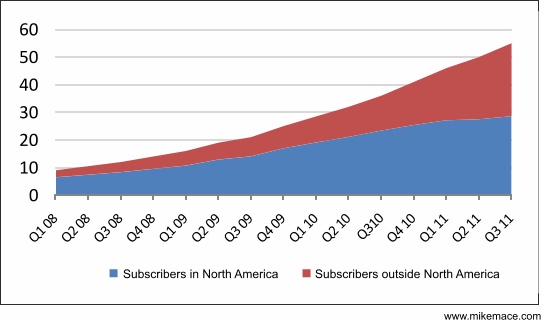 60
50
40
30
20
10
0
Q1 08
Q2 08
Q3 08
Q4 08
Q1 09
Q2 09
Q3 09
Q4 09
Q1 10
Q2 10
Q310
Q4 10
Q1 11
Q2 11
Q3 11
Subscribers in North America
Subscribers outside North America
www.mikemace.com